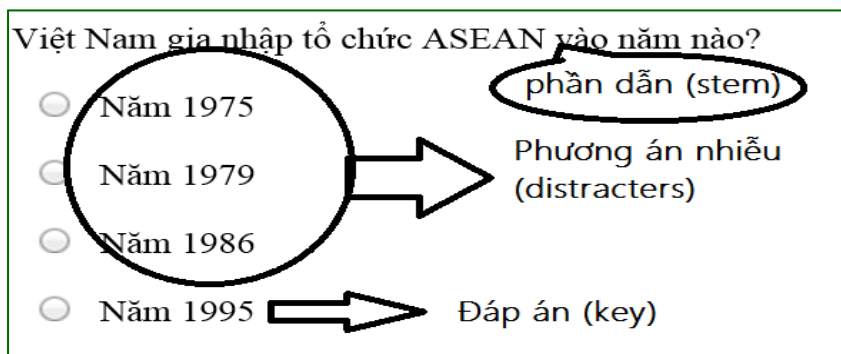 Việt Nam gia nhập tổ chức ASEAN vào năm nào?
phần dẫn (stem)
Năm 1975
Phương án nhiễu
(distracters)
Năm 1979
Năm 1986
Năm 1995
Đáp án (key)